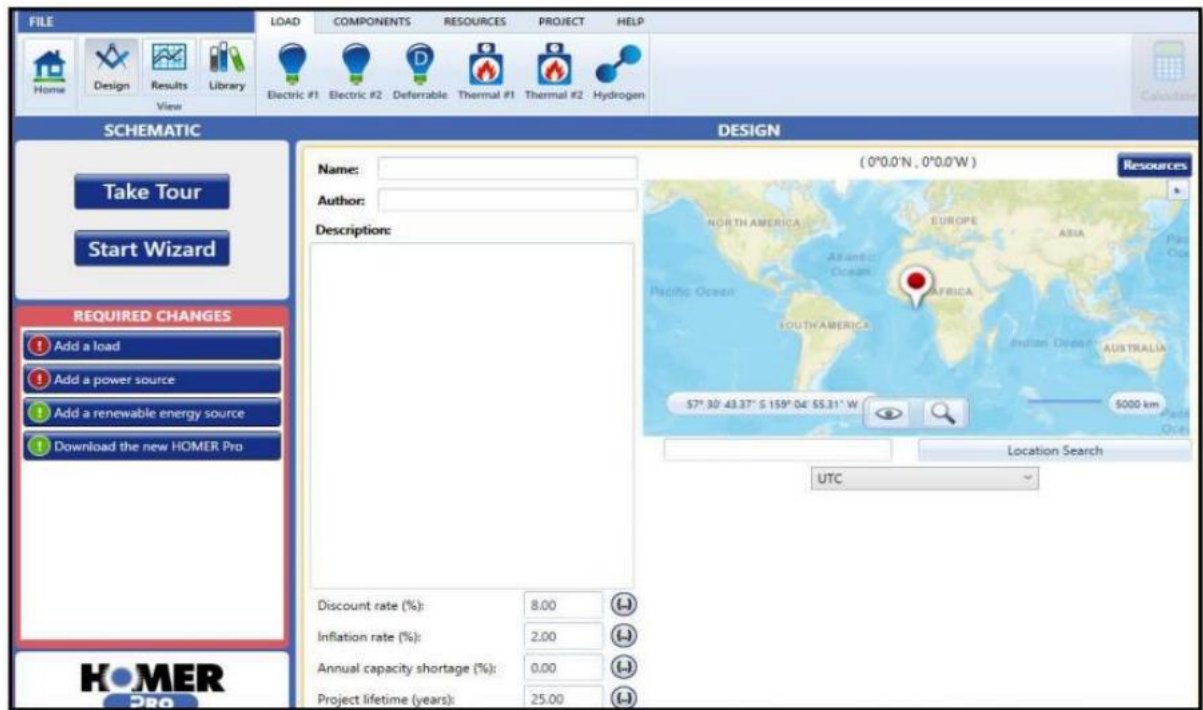 FILE
LOAD COMPONENTS RESOURCES PROJECT HELP
Home Design Results Library
View
D
Electric #1 Electric #2 Deferrable Thermal #1 Thermal #2 Hydrogen
Calculate
SCHEMATIC
DESIGN
Take Tour
Start Wizard
REQUIRED CHANGES
! Add a load
! Add a power source
! Add a renewable energy source
! Download the new HOMER Pro
HOMER
PRO
Name:
Author:
Description:
Discount rate (%): 8.00 {..}
Inflation rate (%): 2.00 {..}
Annual capacity shortage (%): 0.00 {..}
Project lifetime (years): 25.00 {..}
( 0°0.0'N , 0°0.0'W )
Resources
NORTH AMERICA
EUROPE
ASIA
Atlantic
Ocean
Pacific Ocean
AFRICA
SOUTH AMERICA
Indian Ocean
AUSTRALIA
57° 30' 43.37" S 159° 04' 55.31" W
5000 km
Location Search
UTC